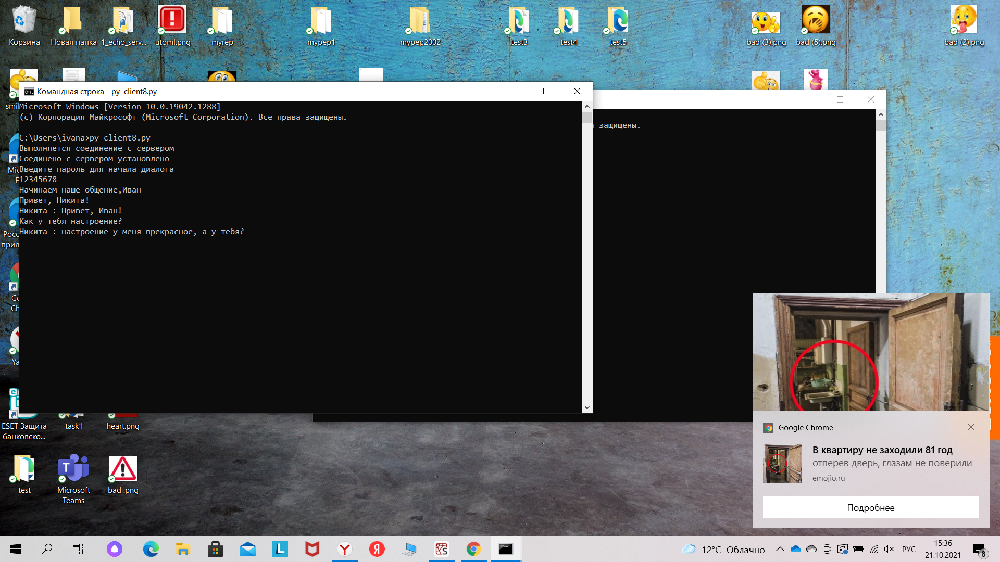 Корзина
Новая папка
1_echo_serv...
utoml.png
myrep
mypep1
mypep2002
test3
test4
test5
bad (3).png
bad (5).png
bad (2).png
Командная строка - py  client8.py
Microsoft Windows [Version 10.0.19042.1288]
(c) Корпорация Майкрософт (Microsoft Corporation). Все права защищены.
C:\Users\ivana>py client8.py
Выполняется соединение с сервером
Соединено с сервером установлено
Введите пароль для начала диалога
12345678
Начинаем наше общение,Иван
Привет, Никита!
Никита : Привет, Иван!
Как у тебя настроение?
Никита : настроение у меня прекрасное, а у тебя?
защищены.
ESET Защита
банковско...
task1
heart.png
test
Microsoft
Teams
bad .png
Google Chrome
В квартиру не заходили 81 год
отперев дверь, глазам не поверили
emojio.ru
Подробнее
12°C Облачно
РУС
15:36
21.10.2021
8